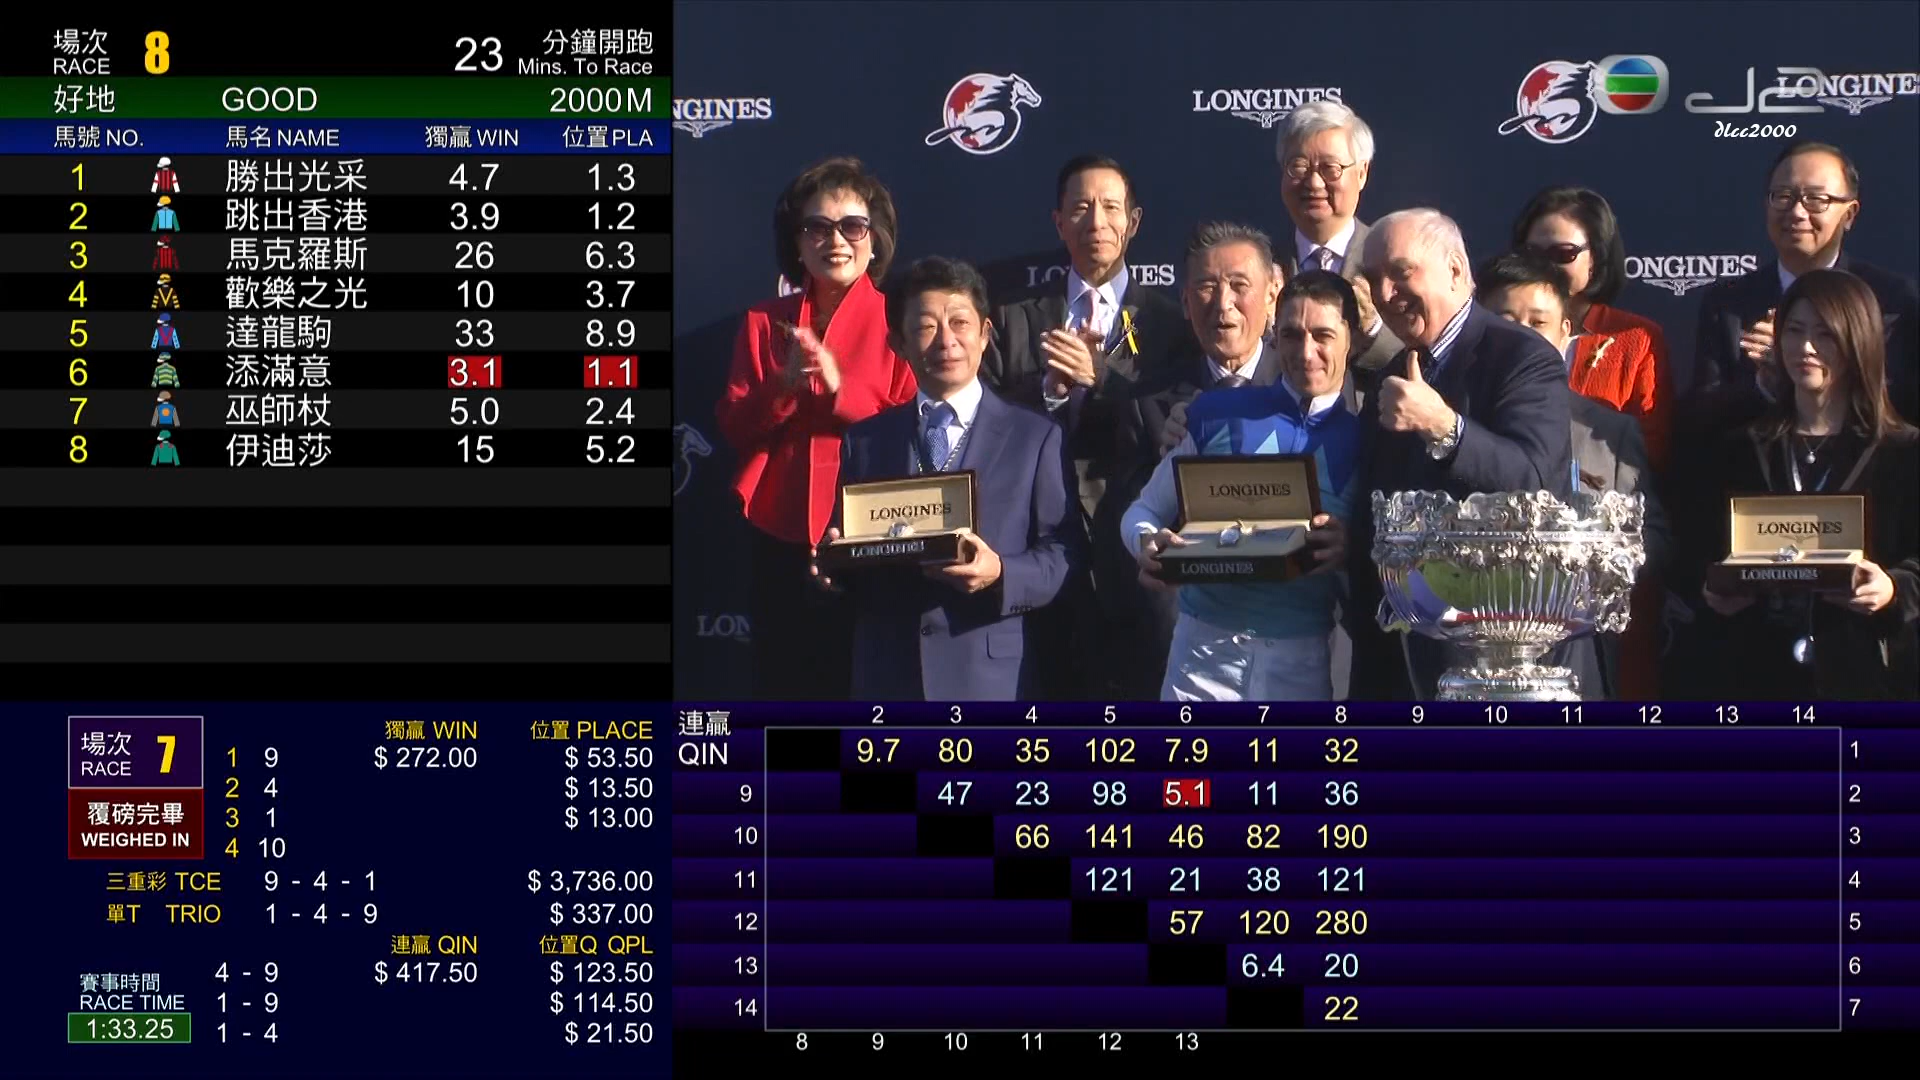 場次 8 23 分鐘開跑
RACE Mins. To Race
好地 GOOD 2000M
馬號 NO. 馬名 NAME 獨贏 WIN 位置 PLA
1 勝出光采 4.7 1.3
2 跳出香港 3.9 1.2
3 馬克羅斯 26 6.3
4 歡樂之光 10 3.7
5 達龍駒 33 8.9
6 添滿意 3.1 1.1
7 巫師杖 5.0 2.4
8 伊迪莎 15 5.2
NGINES
LONGINES
LONGINE
J2
dlcc2000
LONGINES
ONGINES
LON
LONGINES
LONGINES
LONGINES
LONGINES
LONGINES
LONGINES
場次 7
RACE
覆磅完畢
WEIGHED IN
獨贏 WIN 位置 PLACE
1 9 $ 272.00 $ 53.50
2 4 $ 13.50
3 1 $ 13.00
4 10
三重彩 TCE 9 - 4 - 1 $ 3,736.00
單T TRIO 1 - 4 - 9 $ 337.00
連贏 QIN 位置Q QPL
4 - 9 $ 417.50 $ 123.50
1 - 9 $ 114.50
1 - 4 $ 21.50
賽事時間
RACE TIME
1:33.25
連贏 2 3 4 5 6 7 8 9 10 11 12 13 14
QIN 9.7 80 35 102 7.9 11 32 1
9 47 23 98 5.1 11 36 2
10 66 141 46 82 190 3
11 121 21 38 121 4
12 57 120 280 5
13 6.4 20 6
14 22 7
8 9 10 11 12 13